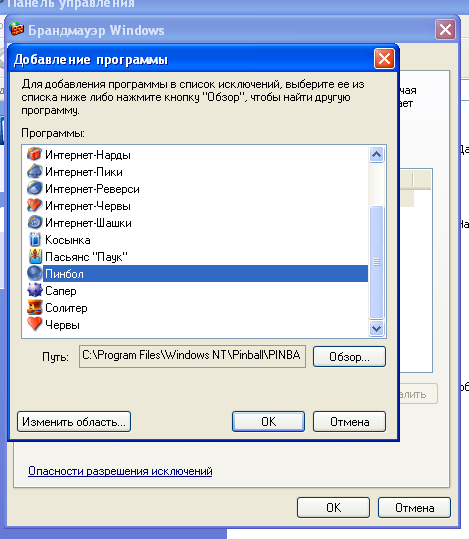 Панель управления
Брандмауэр Windows
Добавление программы
Для добавления программы в список исключений, выберите ее из
списка ниже либо нажмите кнопку "Обзор", чтобы найти другую
программу.
Программы:
Интернет-Нарды
Интернет-Пики
Интернет-Реверси
Интернет-Червы
Интернет-Шашки
Косынка
Пасьянс "Паук"
Пинбол
Сапер
Солитер
Червы
Путь:
C:\Program Files\Windows NT\Pinball\PINBA
Обзор...
Изменить область...
OK
Отмена
Опасности разрешения исключений
OK
Отмена